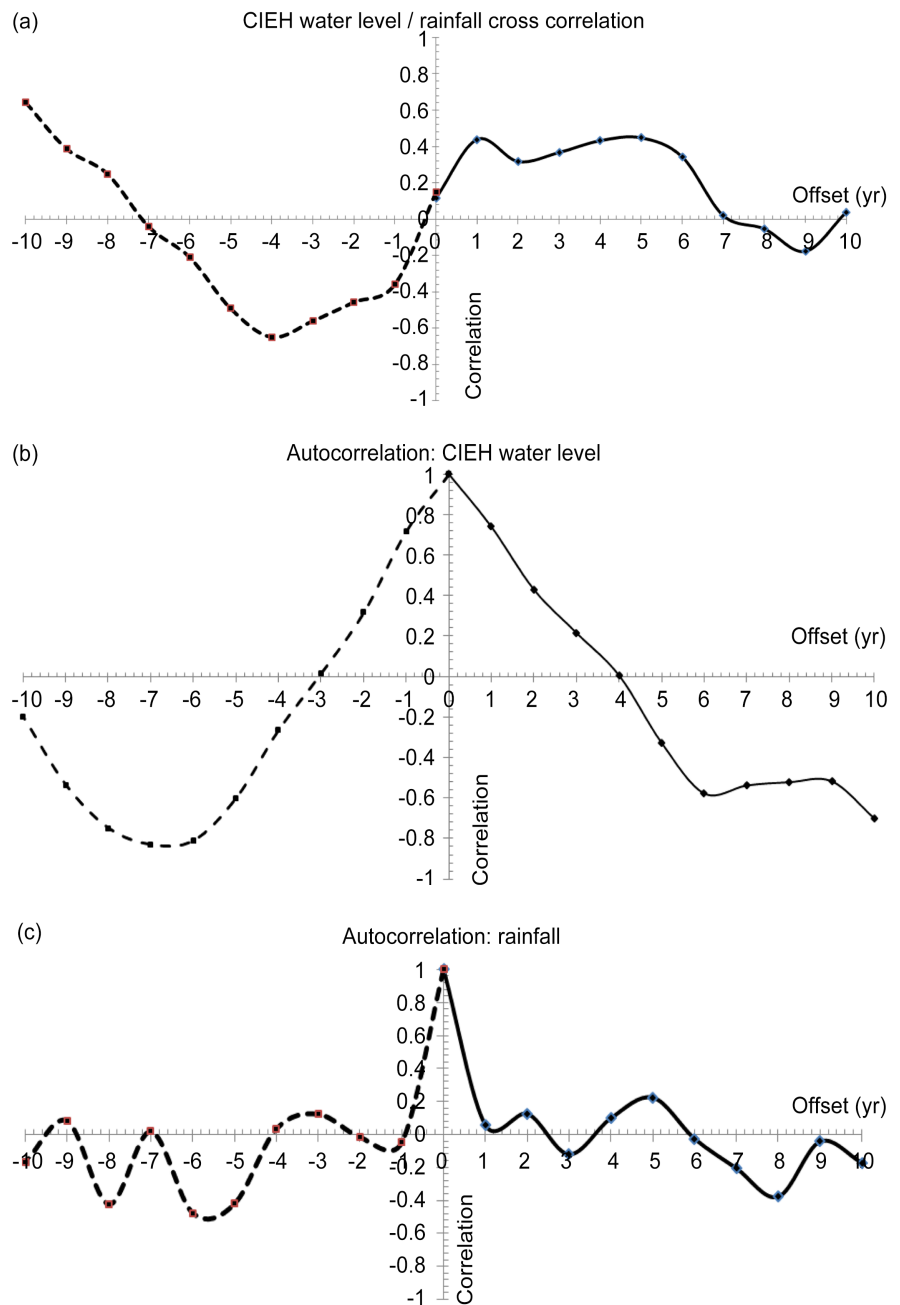 (a)
CIEH water level / rainfall cross correlation
1
0.8
0.6
0.4
0.2
0
Offset (yr)
-10 -9 -8 -7 -6 -5 -4 -3 -2 -1 0 1 2 3 4 5 6 7 8 9 10
-0.2
-0.4
-0.6
-0.8
-1
Correlation
(b)
Autocorrelation: CIEH water level
1
0.8
0.6
0.4
0.2
0
Offset (yr)
-10 -9 -8 -7 -6 -5 -4 -3 -2 -1 0 1 2 3 4 5 6 7 8 9 10
-0.2
-0.4
-0.6
-0.8
-1
Correlation
(c)
Autocorrelation: rainfall
1
0.8
0.6
0.4
0.2
0
Offset (yr)
-10 -9 -8 -7 -6 -5 -4 -3 -2 -1 0 1 2 3 4 5 6 7 8 9 10
-0.2
-0.4
-0.6
-0.8
-1
Correlation